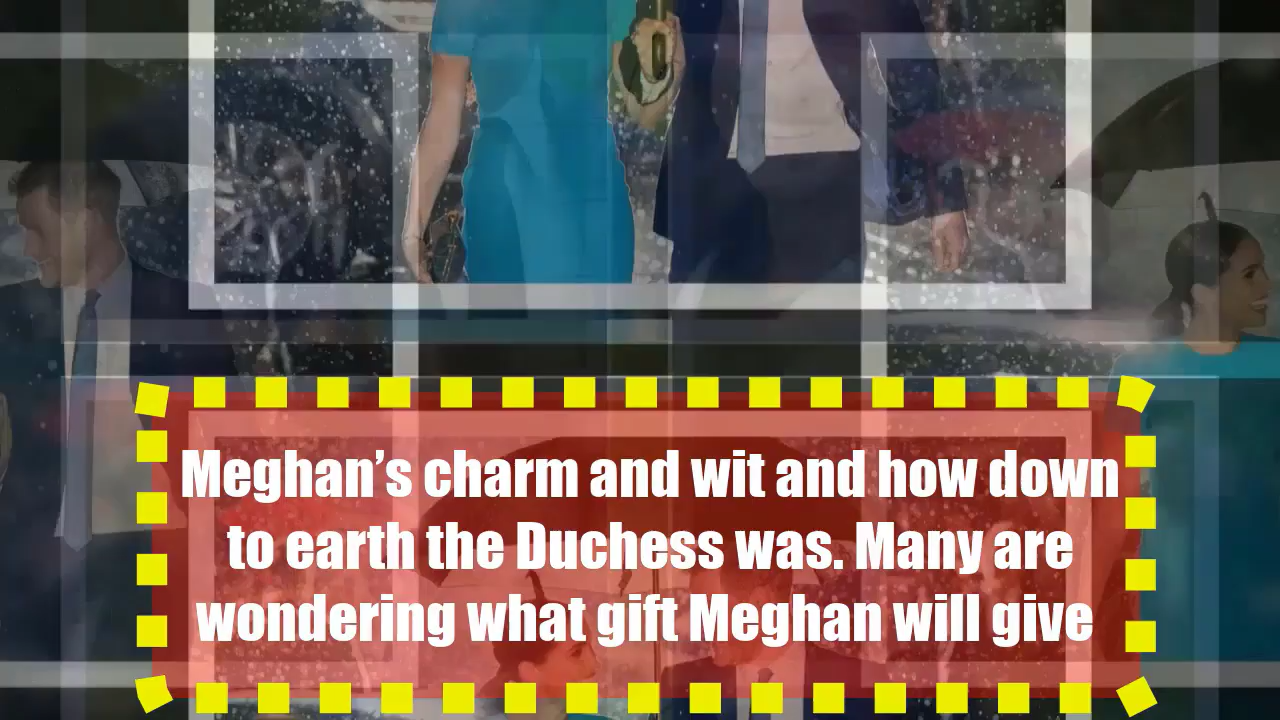 Meghan’s charm and wit and how down
to earth the Duchess was. Many are
wondering what gift Meghan will give